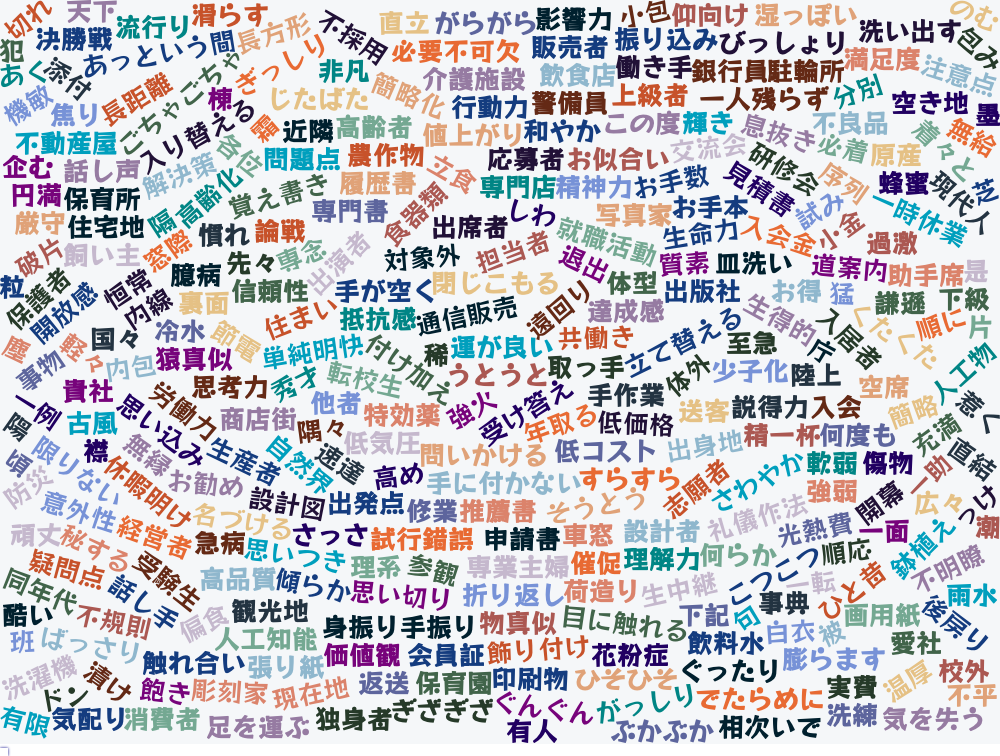 切れ
天下
流行り
滑らす
不採用
直立
がらがら
影響力
小包
仰向け
湿っぽい
洗い出す
のむ
包み
犯
決勝戦
あっという間
長方形
必要不可欠
販売者
振り込み
びっしょり
あく
添付
ごちゃごちゃ
ぎっしり
非凡
介護施設
飲食店
働き手
銀行員
駐輪所
満足度
注意点
機敏
焦り
長距離
棟
じたばた
簡略化
行動力
警備員
上級者
一人残らず
分別
空き地
墨
不動産屋
入り替える
霜
近隣
高齢者
値上がり
和やか
この度
輝き
息抜き
不良品
着々と
無給
企む
話し声
解決策
各位
問題点
農作物
立食
応募者
お似合い
交流会
研修会
必着
原産
円満
保育所
隔
高齢化
覚え書き
履歴書
専門店
精神力
お手数
見積書
序列
蜂蜜
現代人
芝
厳守
住宅地
窓際
慣れ
論戦
専門書
食器類
出席者
しわ
写真家
お手本
試み
一時休業
破片
飼い主
臆病
先々
専念
出演者
対象外
担当者
就職活動
生命力
入会金
小金
過激
粒
保護者
開放感
恒常
内線
裏面
信頼性
手が空く
閉じこもる
退出
体型
質素
皿洗い
道案内
助手席
是
出版社
お得
猛
謙遜
下級
塵
軽々
国々
冷水
節電
住まい
抵抗感
通信販売
遠回り
達成感
生得的
入居者
くたくた
順に
片
事物
内包
猿真似
単純明快
付け加え
稀
運が良い
共働き
立て替える
至急
庁
人工物
貴社
労働力
思考力
秀才
転校生
うとうと
取っ手
体外
少子化
陸上
空席
一例
古風
思い込み
商店街
他者
特効薬
強火
受け答え
手作業
送客
説得力
入会
簡略
惹く
陽
限りない
襟
無縁
生産者
自然界
隅々
速達
低気圧
問いかける
年取る
低価格
低コスト
出身地
精一杯
何度も
充満
直結
頃
防災
休暇明け
お勧め
設計図
高め
手に付かない
すらすら
志願者
さわやか
軟弱
傷物
一助
意外性
経営者
名づける
出発点
修業
推薦書
そうとう
礼儀作法
強弱
開幕
広々
つけ
頑丈
秘する
急病
さっさ
試行錯誤
申請書
車窓
設計者
光熱費
一面
鉢植え
潮
疑問点
受験生
思いつき
理系
参観
専業主婦
催促
理解力
何らか
こつこつ
順応
不明瞭
同年代
話し手
高品質
傾らか
思い切り
折り返し
荷造り
生中継
一転
ひと昔
雨水
酷い
不規則
偏食
観光地
身振り手振り
物真似
目に触れる
下記
句
事典
画用紙
後戻り
班
ばっさり
人工知能
価値観
会員証
飾り付け
花粉症
飲料水
白衣
被
愛社
洗濯機
漬け
触れ合い
張り紙
返送
保育園
印刷物
ひそひそ
ぐったり
膨らます
温厚
校外
ドン
飽き
彫刻家
現在地
ぎざぎざ
ぐんぐん
がっしり
でたらめに
実費
不平
有限
気配り
消費者
足を運ぶ
独身者
有人
ぷかぷか
相次いで
洗練
気を失う